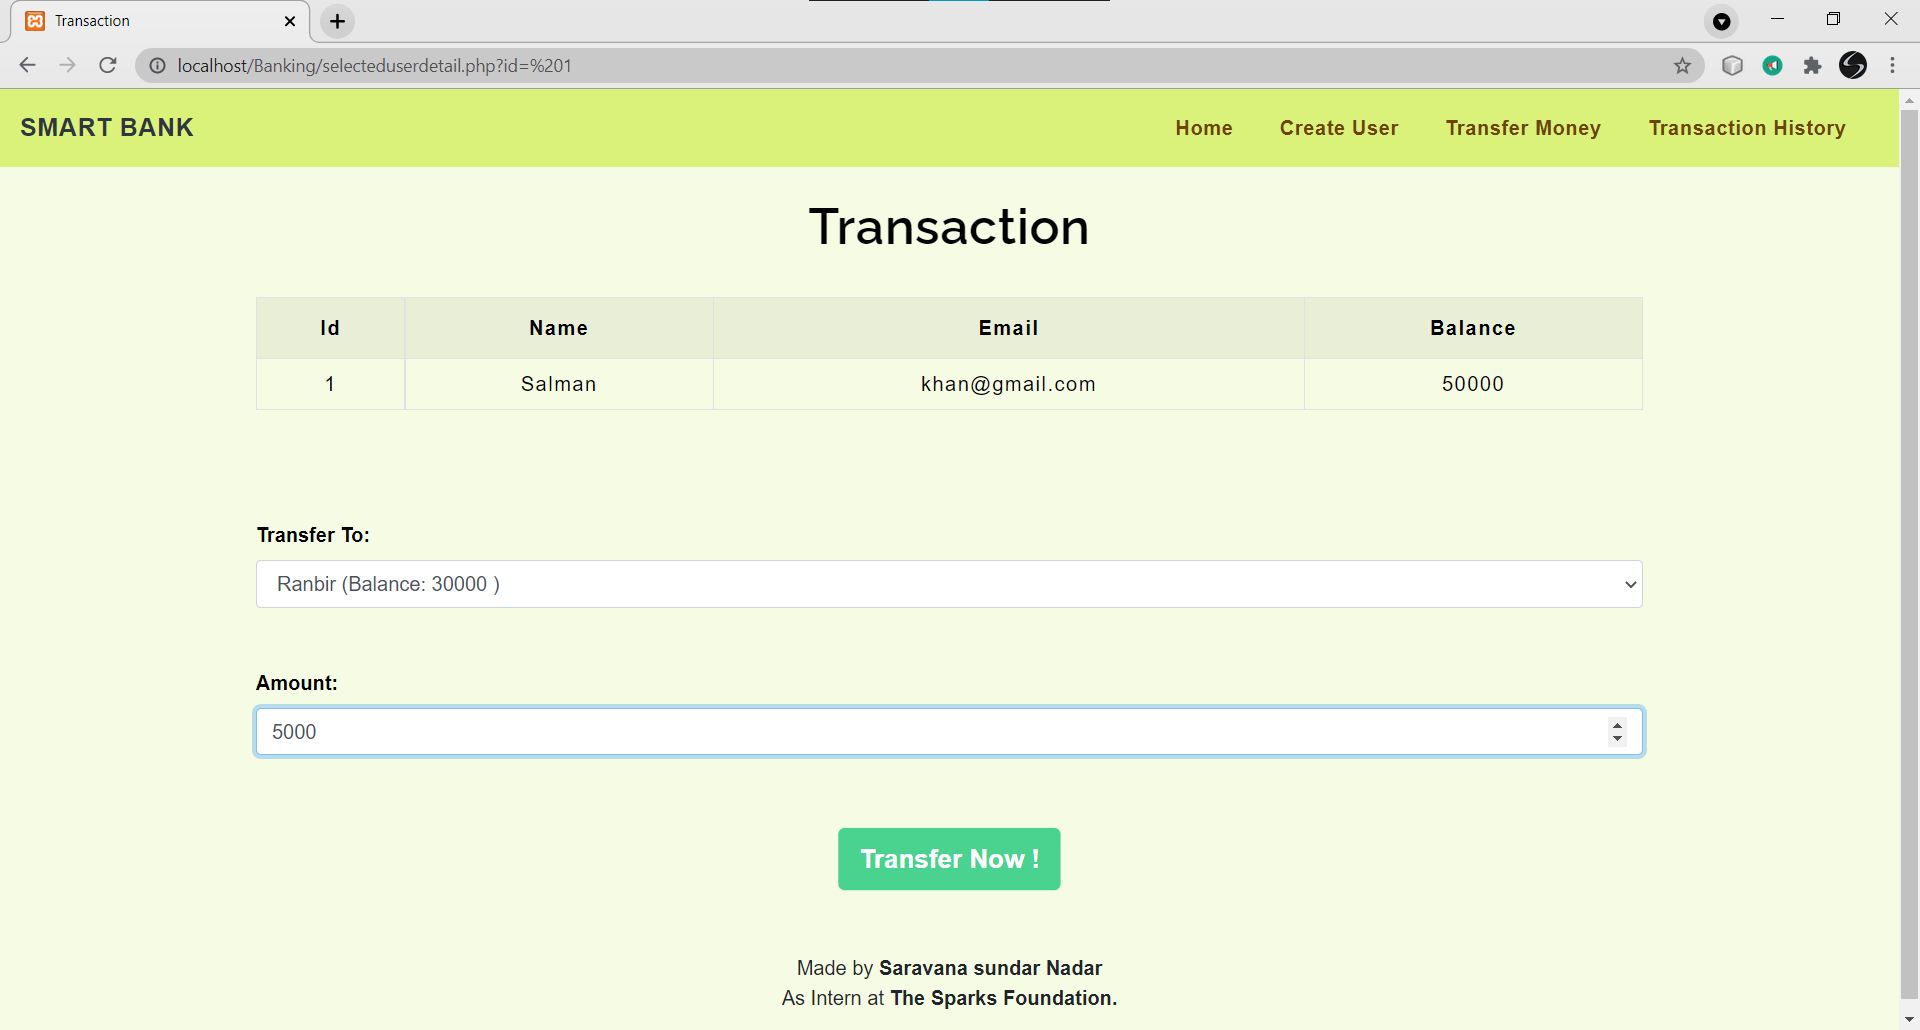 Transaction
localhost/Banking/selecteduserdetail.php?id=%201
SMART BANK Home Create User Transfer Money Transaction History
Transaction
Id Name Email Balance
1 Salman khan@gmail.com 50000
Transfer To:
Ranbir (Balance: 30000 )
Amount:
5000
Transfer Now !
Made by Saravana sundar Nadar
As Intern at The Sparks Foundation.